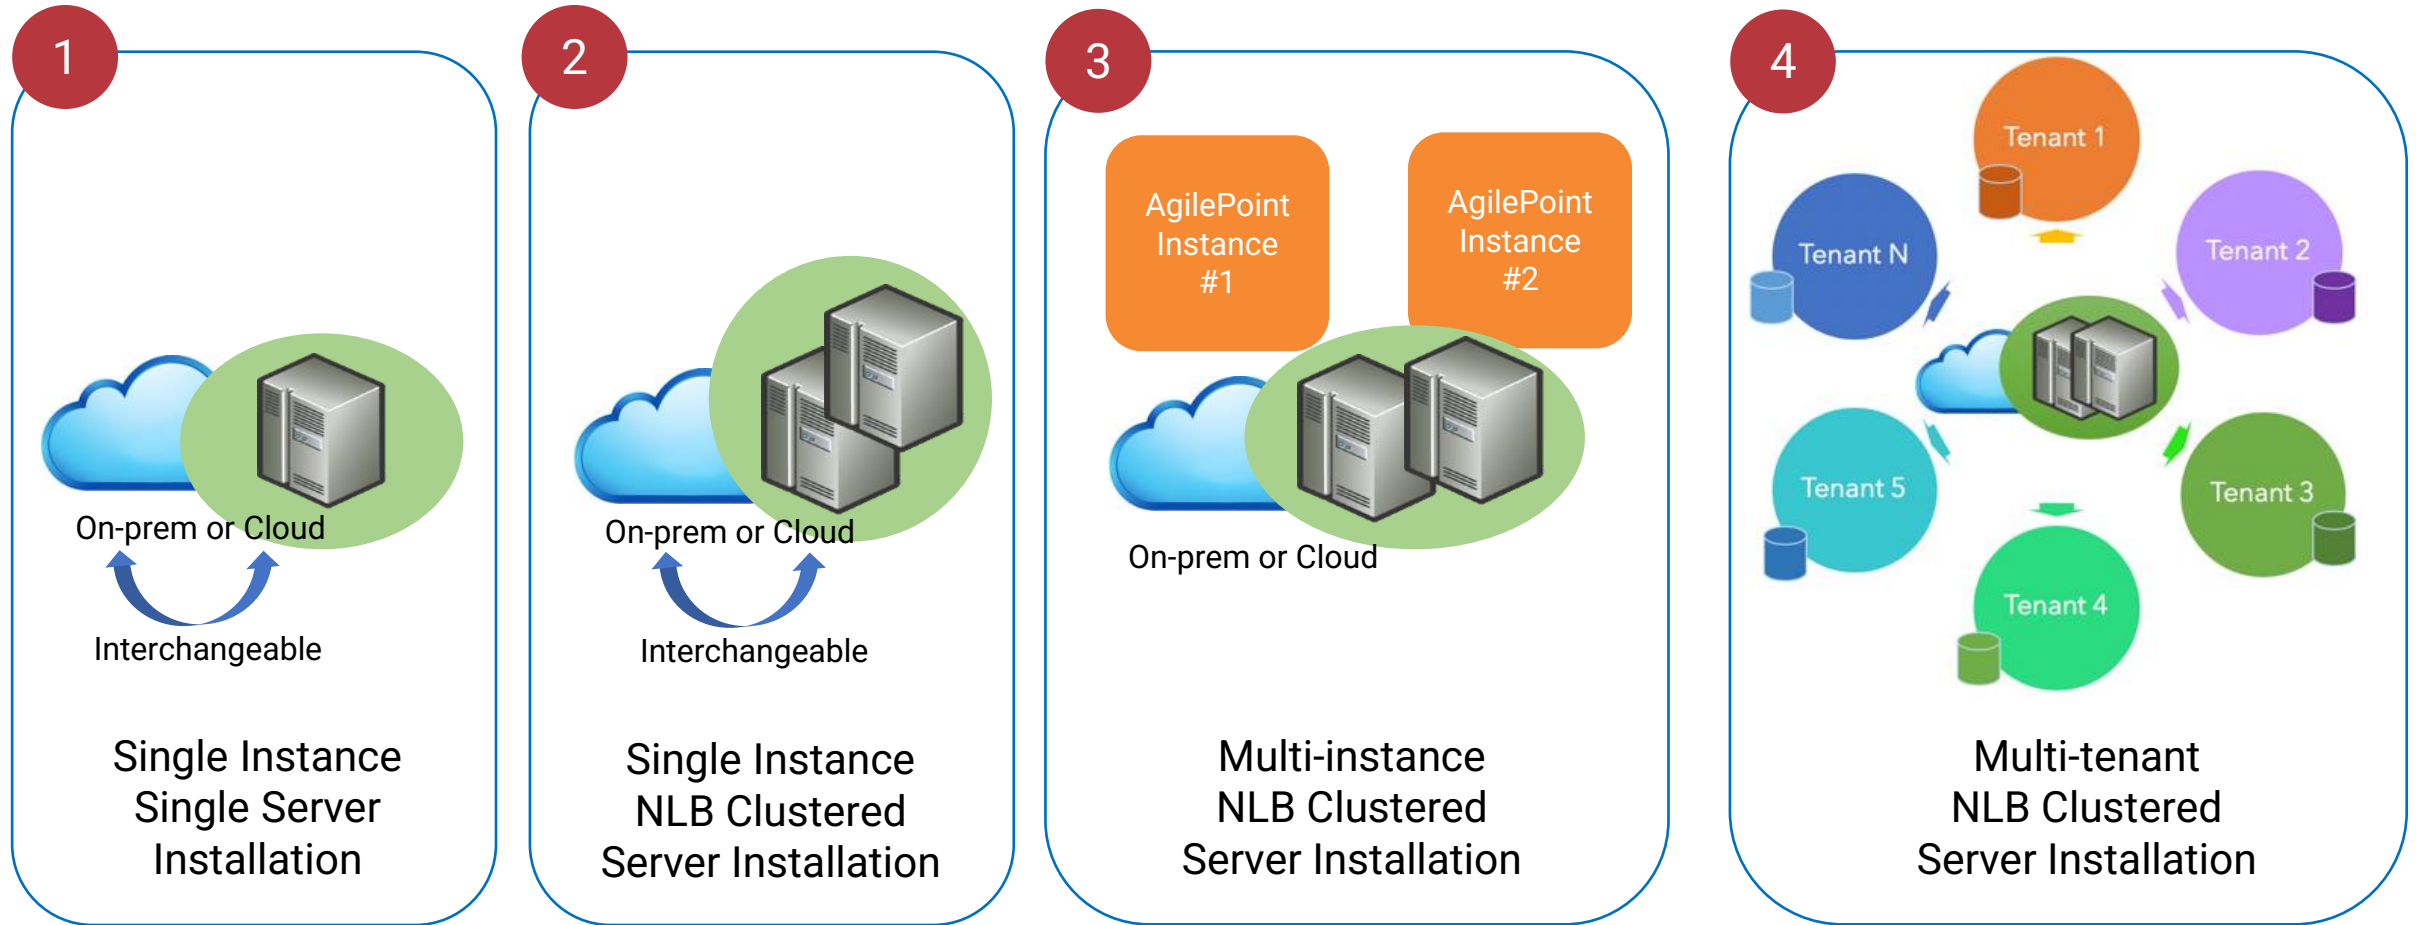 1
On-prem or Cloud
Interchangeable
Single Instance
Single Server
Installation
2
On-prem or Cloud
Interchangeable
Single Instance
NLB Clustered
Server Installation
3
AgilePoint
Instance
#1
AgilePoint
Instance
#2
On-prem or Cloud
Multi-instance
NLB Clustered
Server Installation
4
Tenant 1
Tenant 2
Tenant 3
Tenant 4
Tenant 5
Tenant N
Multi-tenant
NLB Clustered
Server Installation